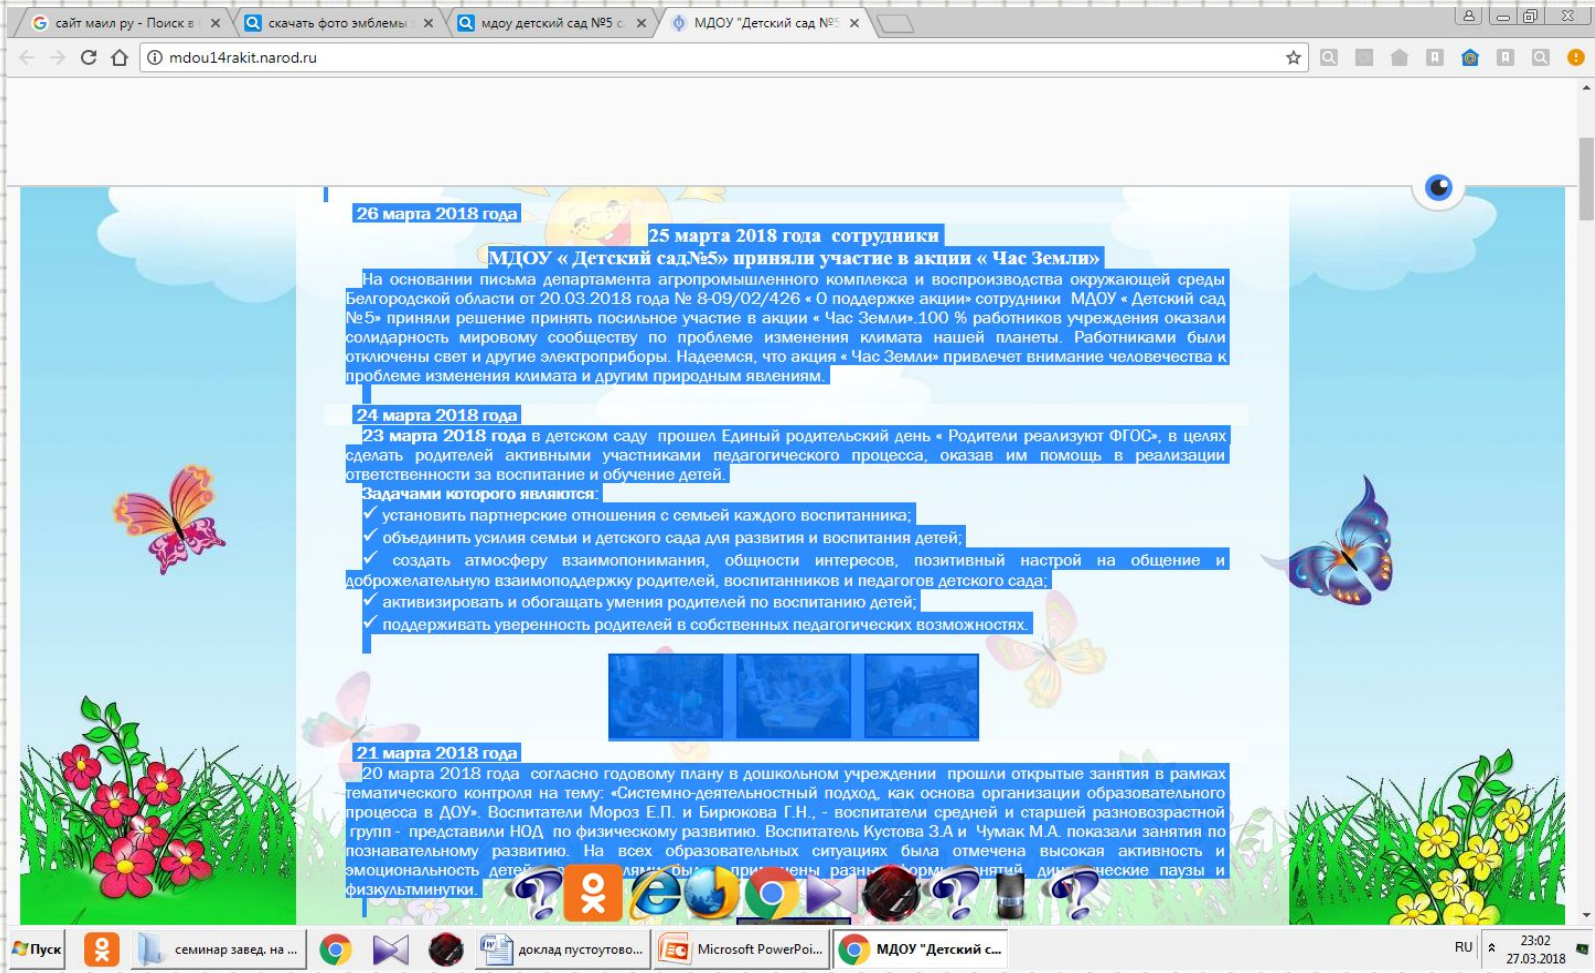 сайт маил ру - Поиск в
скачать фото эмблемы
мдоу детский сад №5 с.
МДОУ "Детский сад №5
mdou14rakit.narod.ru
26 марта 2018 года
25 марта 2018 года сотрудники
МДОУ « Детский сад№5» приняли участие в акции « Час Земли»
На основании письма департамента агропромышленного комплекса и воспроизводства окружающей среды
Белгородской области от 20.03.2018 года № 8-09/02/426 « О поддержке акции» сотрудники МДОУ « Детский сад
№5» приняли решение принять посильное участие в акции « Час Земли».100 % работников учреждения оказали
солидарность мировому сообществу по проблеме изменения климата нашей планеты. Работниками были
отключены свет и другие электроприборы. Надеемся, что акция « Час Земли» привлечет внимание человечества к
проблеме изменения климата и другим природным явлениям.
24 марта 2018 года
23 марта 2018 года в детском саду прошел Единый родительский день « Родители реализуют ФГОС», в целях
сделать родителей активными участниками педагогического процесса, оказав им помощь в реализации
ответственности за воспитание и обучение детей.
Задачами которого являются:
✓ установить партнерские отношения с семьей каждого воспитанника;
✓ объединить усилия семьи и детского сада для развития и воспитания детей;
✓ создать атмосферу взаимопонимания, общности интересов, позитивный настрой на общение и
доброжелательную взаимоподдержку родителей, воспитанников и педагогов детского сада;
✓ активизировать и обогащать умения родителей по воспитанию детей;
✓ поддерживать уверенность родителей в собственных педагогических возможностях.
21 марта 2018 года
20 марта 2018 года согласно годовому плану в дошкольном учреждении прошли открытые занятия в рамках
тематического контроля на тему: «Системно-деятельностный подход, как основа организации образовательного
процесса в ДОУ». Воспитатели Мороз Е.П. и Бирюкова Г.Н., - воспитатели средней и старшей разновозрастной
групп - представили НОД по физическому развитию. Воспитатель Кустова З.А и Чумак М.А. показали занятия по
познавательному развитию. На всех образовательных ситуациях была отмечена высокая активность и
эмоциональность паузы и
физкультминутки.
Пуск
семинар завед. на ...
доклад пустоутово...
Microsoft PowerPoi...
МДОУ "Детский с...
RU
23:02
27.03.2018